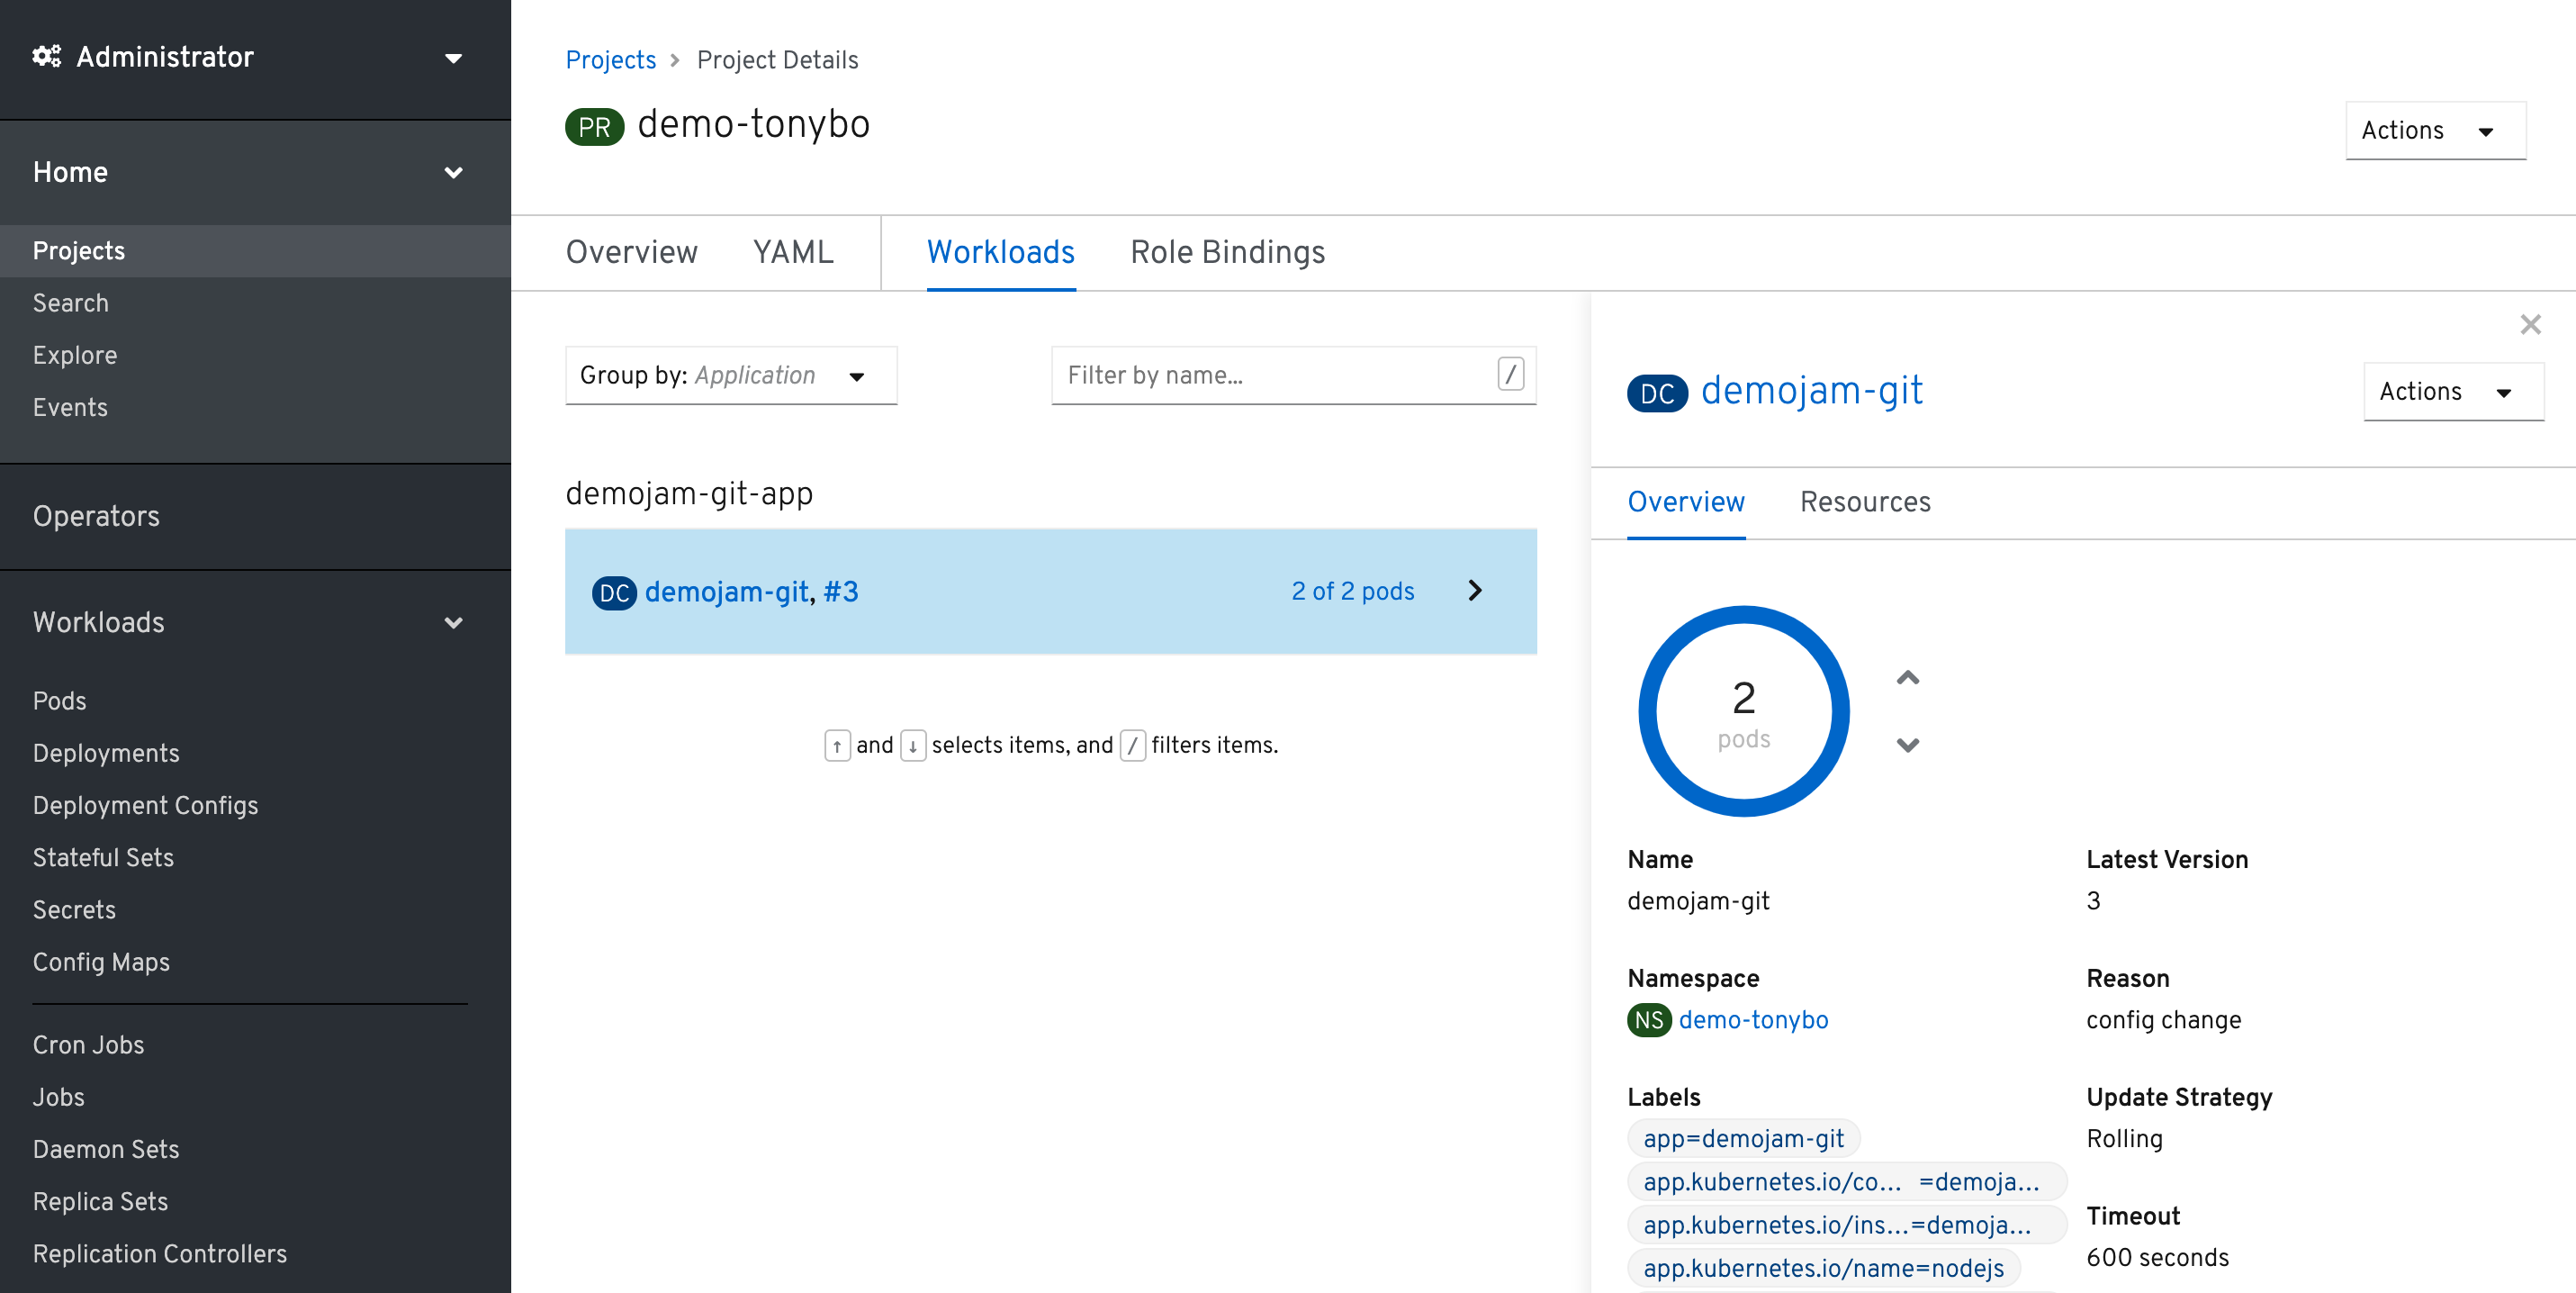 Administrator
Home
Projects
Search
Explore
Events
Operators
Workloads
Pods
Deployments
Deployment Configs
Stateful Sets
Secrets
Config Maps
Cron Jobs
Jobs
Daemon Sets
Replica Sets
Replication Controllers
Projects > Project Details
PR demo-tonybo
Actions
Overview YAML Workloads Role Bindings
Group by: Application
Filter by name... /
demojam-git-app
DC demojam-git, #3 2 of 2 pods
↑ and ↓ selects items, and / filters items.
DC demojam-git
Actions
Overview Resources
2
pods
Name
demojam-git
Latest Version
3
Namespace
NS demo-tonybo
Reason
config change
Labels
app=demojam-git
app.kubernetes.io/co... =demoja...
app.kubernetes.io/ins...=demoja...
app.kubernetes.io/name=nodejs
Update Strategy
Rolling
Timeout
600 seconds